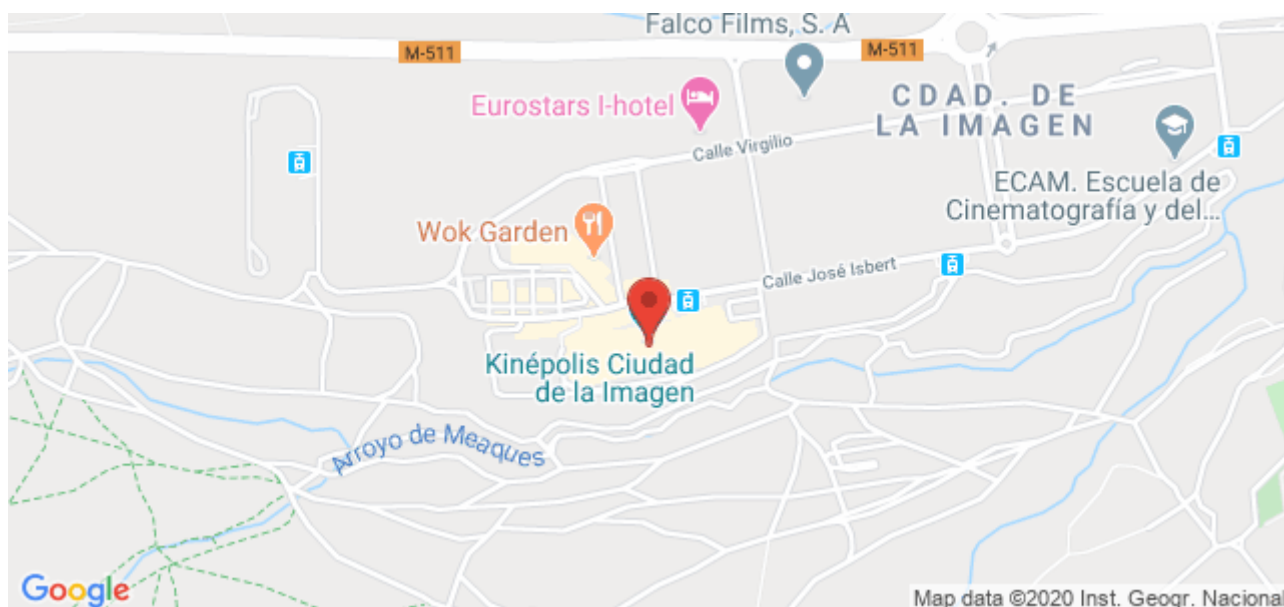 Falco Films, S. A
M-511
M-511
Eurostars I-hotel
CDAD. DE
LA IMAGEN
Calle Virgilio
ECAM. Escuela de
Cinematografía y del...
Wok Garden
Calle José Isbert
Kinépolis Ciudad
de la Imagen
Arroyo de Meaques
Google
Map data ©2020 Inst. Geogr. Nacional